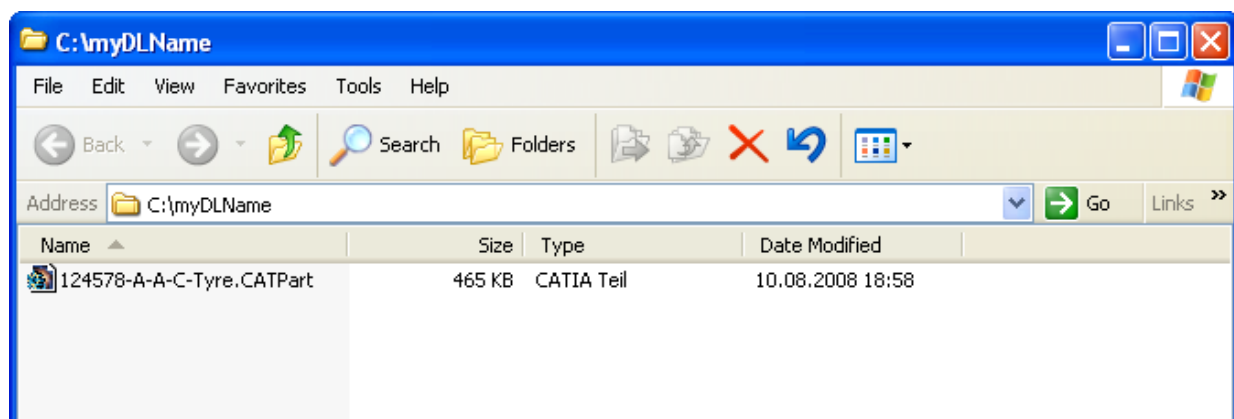 C:\myDLName
File Edit View Favorites Tools Help
Back Search Folders
Address C:\myDLName Go Links »
Name Size Type Date Modified
124578-A-A-C-Tyre.CATPart 465 KB CATIA Teil 10.08.2008 18:58